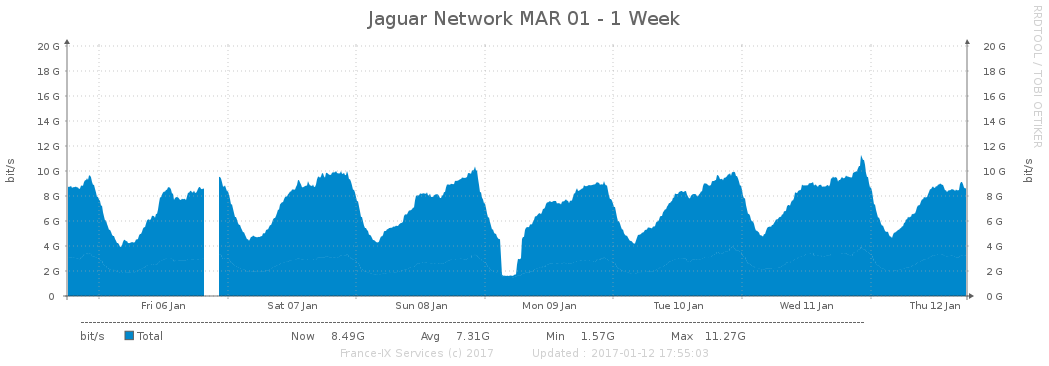 Jaguar Network MAR 01 - 1 Week
RRDTOOL / TOBI OETIKER
20 G 20 G
18 G 18 G
16 G 16 G
14 G 14 G
12 G 12 G
10 G 10 G
8 G 8 G
6 G 6 G
4 G 4 G
2 G 2 G
0 0 G
bit/s
bit/s
Fri 06 Jan Sat 07 Jan Sun 08 Jan Mon 09 Jan Tue 10 Jan Wed 11 Jan Thu 12 Jan
bit/s Total Now 8.49G Avg 7.31G Min 1.57G Max 11.27G
France-IX Services (c) 2017 Updated : 2017-01-12 17:55:03